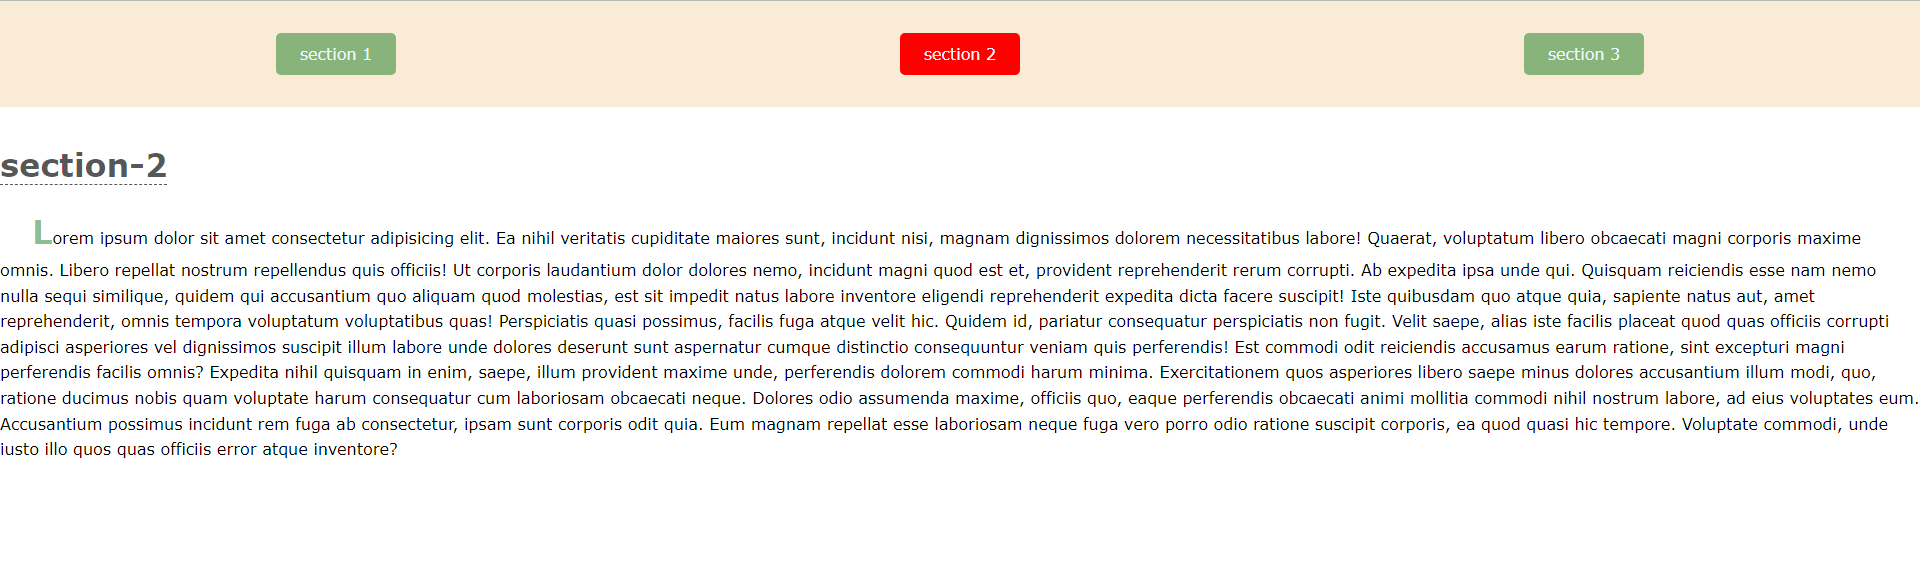 section 1
section 2
section 3
section-2
Lorem ipsum dolor sit amet consectetur adipisicing elit. Ea nihil veritatis cupiditate maiores sunt, incidunt nisi, magnam dignissimos dolorem necessitatibus labore! Quaerat, voluptatum libero obcaecati magni corporis maxime
omnis. Libero repellat nostrum repellendus quis officiis! Ut corporis laudantium dolor dolores nemo, incidunt magni quod est et, provident reprehenderit rerum corrupti. Ab expedita ipsa unde qui. Quisquam reiciendis esse nam nemo
nulla sequi similique, quidem qui accusantium quo aliquam quod molestias, est sit impedit natus labore inventore eligendi reprehenderit expedita dicta facere suscipit! Iste quibusdam quo atque quia, sapiente natus aut, amet
reprehenderit, omnis tempora voluptatum voluptatibus quas! Perspiciatis quasi possimus, facilis fuga atque velit hic. Quidem id, pariatur consequatur perspiciatis non fugit. Velit saepe, alias iste facilis placeat quod quas officiis corrupti
adipisci asperiores vel dignissimos suscipit illum labore unde dolores deserunt sunt aspernatur cumque distinctio consequuntur veniam quis perferendis! Est commodi odit reiciendis accusamus earum ratione, sint excepturi magni
perferendis facilis omnis? Expedita nihil quisquam in enim, saepe, illum provident maxime unde, perferendis dolorem commodi harum minima. Exercitationem quos asperiores libero saepe minus dolores accusantium illum modi, quo,
ratione ducimus nobis quam voluptate harum consequatur cum laboriosam obcaecati neque. Dolores odio assumenda maxime, officiis quo, eaque perferendis obcaecati animi mollitia commodi nihil nostrum labore, ad eius voluptates eum.
Accusantium possimus incidunt rem fuga ab consectetur, ipsam sunt corporis odit quia. Eum magnam repellat esse laboriosam neque fuga vero porro odio ratione suscipit corporis, ea quod quasi hic tempore. Voluptate commodi, unde
iusto illo quos quas officiis error atque inventore?